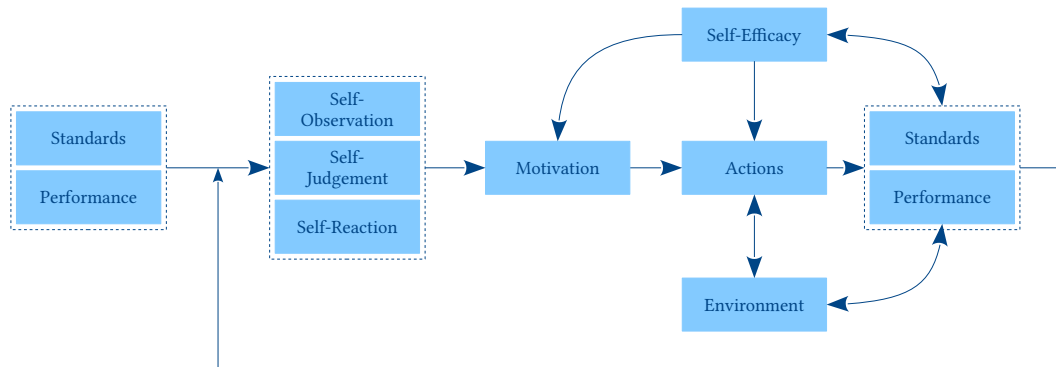 Self-Efficacy
Standards
Performance
Self-
Observation
Self-
Judgement
Self-Reaction
Motivation
Actions
Standards
Performance
Environment